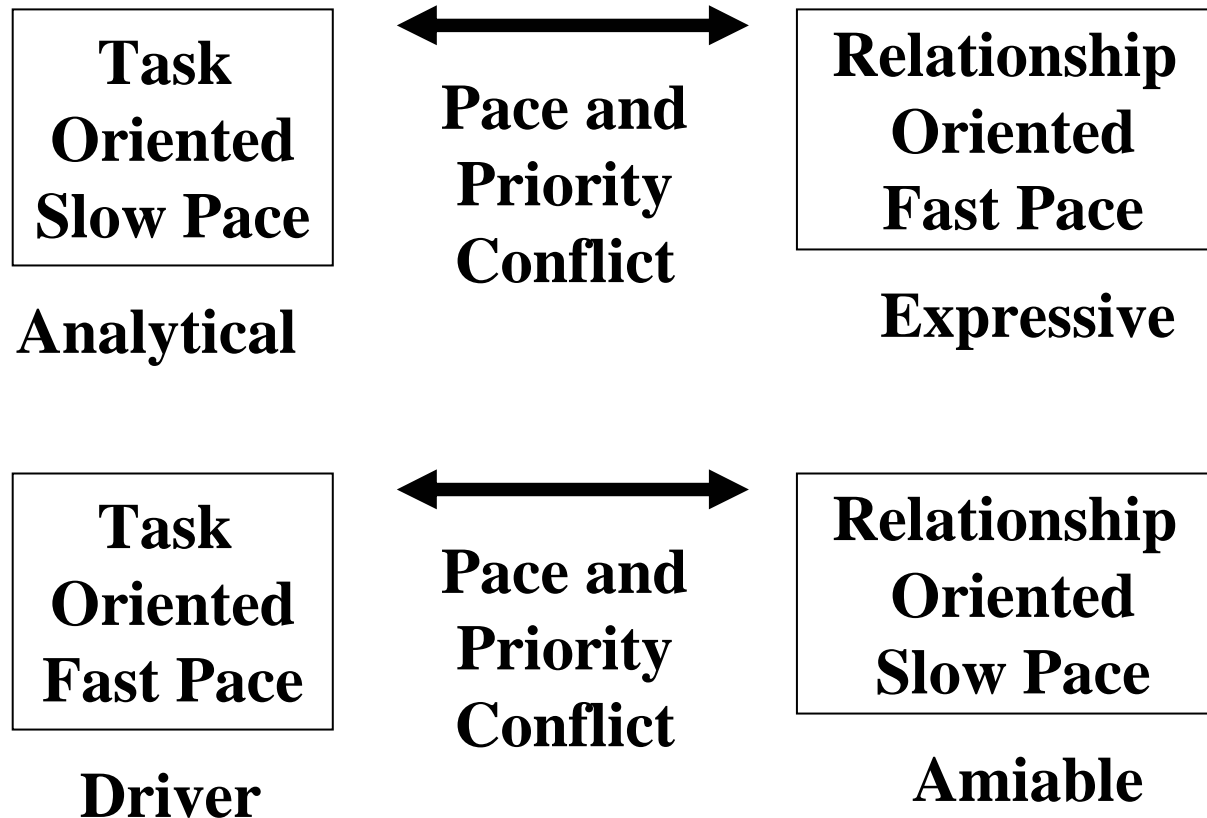 Task
Oriented
Slow Pace
Analytical
Pace and
Priority
Conflict
Relationship
Oriented
Fast Pace
Expressive
Task
Oriented
Fast Pace
Driver
Pace and
Priority
Conflict
Relationship
Oriented
Slow Pace
Amiable